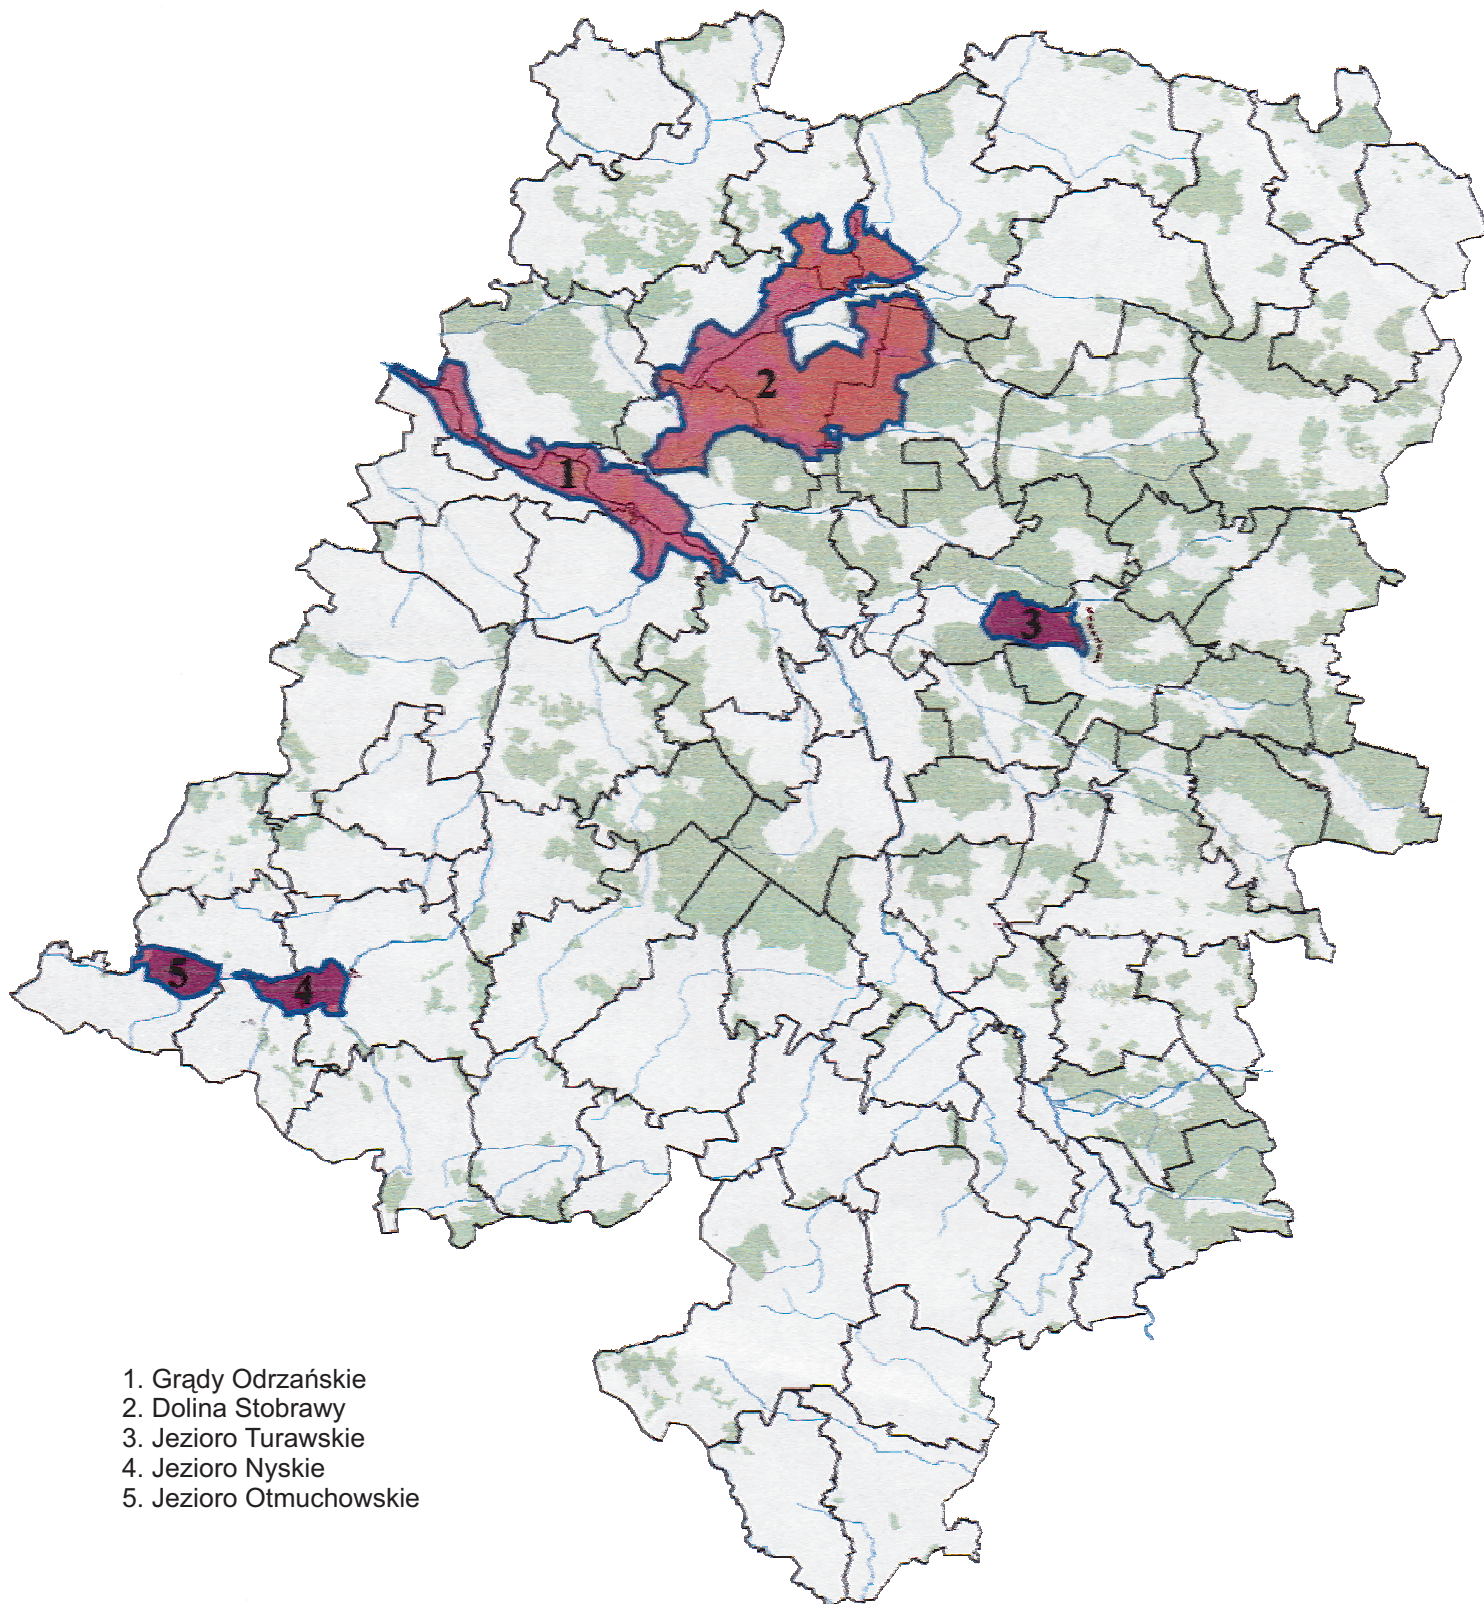 2
1
3
5
4
1. Grądy Odrzańskie
2. Dolina Stobrawy
3. Jezioro Turawskie
4. Jezioro Nyskie
5. Jezioro Otmuchowskie